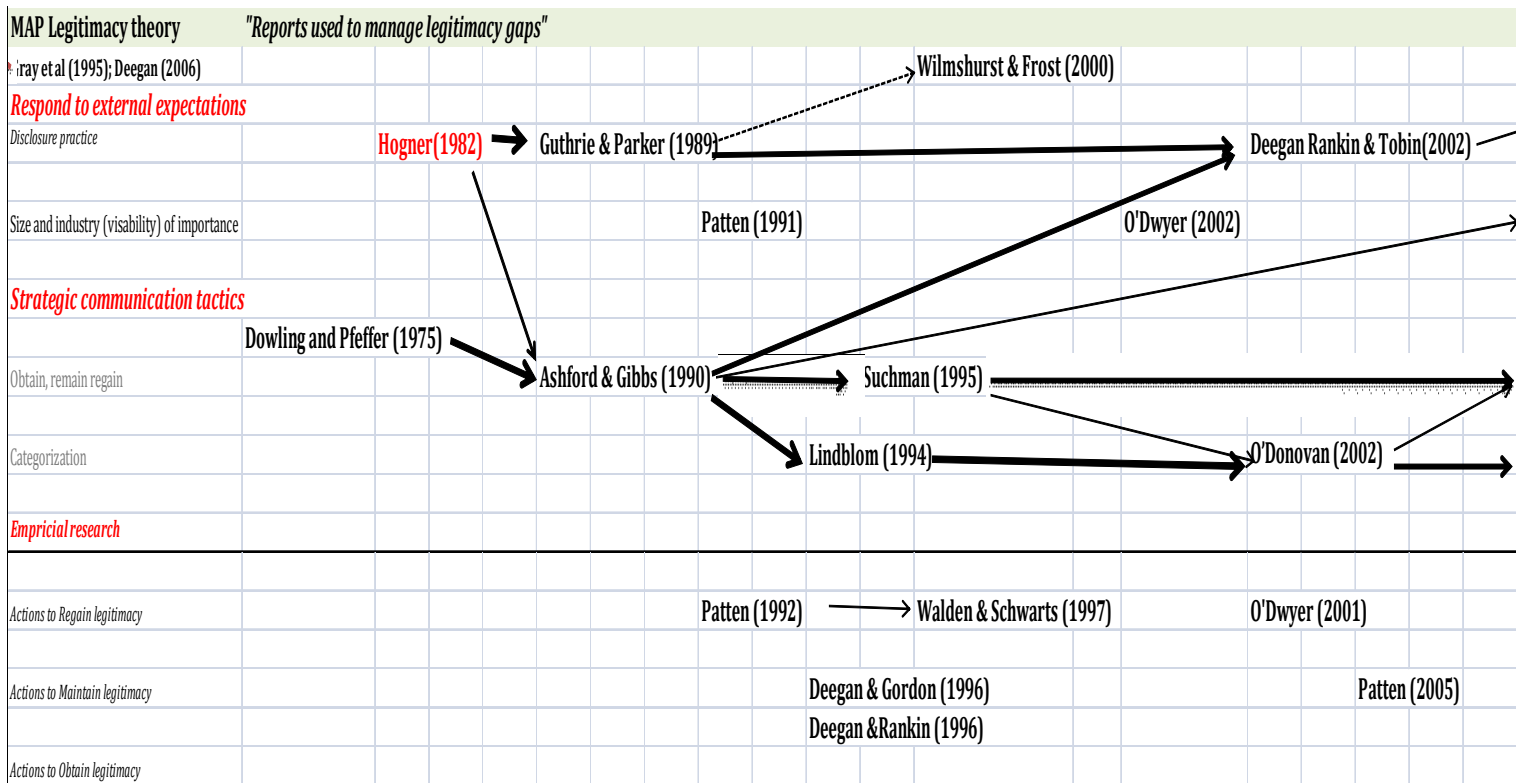 MAP Legitimacy theory "Reports used to manage legitimacy gaps"
ray et al (1995); Deegan (2006) Wilmshurst & Frost (2000)
Respond to external expectations
Disclosure practice Hogner(1982) Guthrie & Parker (1989) Deegan Rankin & Tobin(2002)
Size and industry (visability) of importance Patten (1991) O'Dwyer (2002)
Strategic communication tactics
Dowling and Pfeffer (1975)
Obtain, remain regain Ashford & Gibbs (1990) Suchman (1995)
Categorization Lindblom (1994) O'Donovan (2002)
Empricial research
Actions to Regain legitimacy Patten (1992) Walden & Schwarts (1997) O'Dwyer (2001)
Actions to Maintain legitimacy Deegan & Gordon (1996) Patten (2005)
Deegan &Rankin (1996)
Actions to Obtain legitimacy